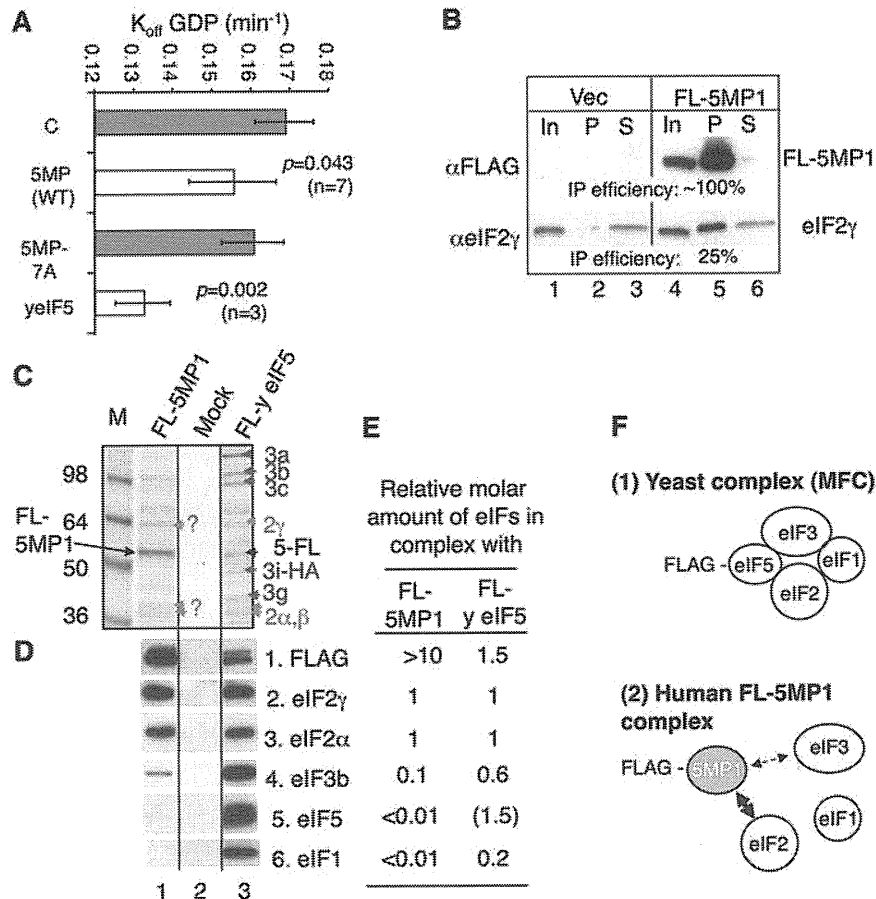 A
K_off GDP (min⁻¹)
0.12 0.13 0.14 0.15 0.16 0.17 0.18
C
5MP (WT)
p=0.043
(n=7)
5MP-7A
yeIF5
p=0.002
(n=3)
B
Vec FL-5MP1
In P S In P S
αFLAG FL-5MP1
IP efficiency: ~100%
αeIF2γ eIF2γ
IP efficiency: 25%
1 2 3 4 5 6
C
M FL-5MP1 Mock FL-y eIF5
98
64
50
36
FL-5MP1
?
?
3a
3b
3c
2γ
5-FL
3i-HA
3g
2α,β
D
1. FLAG
2. eIF2γ
3. eIF2α
4. eIF3b
5. eIF5
6. eIF1
1 2 3
E
Relative molar
amount of eIFs in
complex with
FL-5MP1 FL-y eIF5
>10 1.5
1 1
1 1
0.1 0.6
<0.01 (1.5)
<0.01 0.2
F
(1) Yeast complex (MFC)
eIF3
FLAG - eIF5 eIF1
eIF2
(2) Human FL-5MP1
complex
FLAG - 5MP1 eIF3
eIF2 eIF1